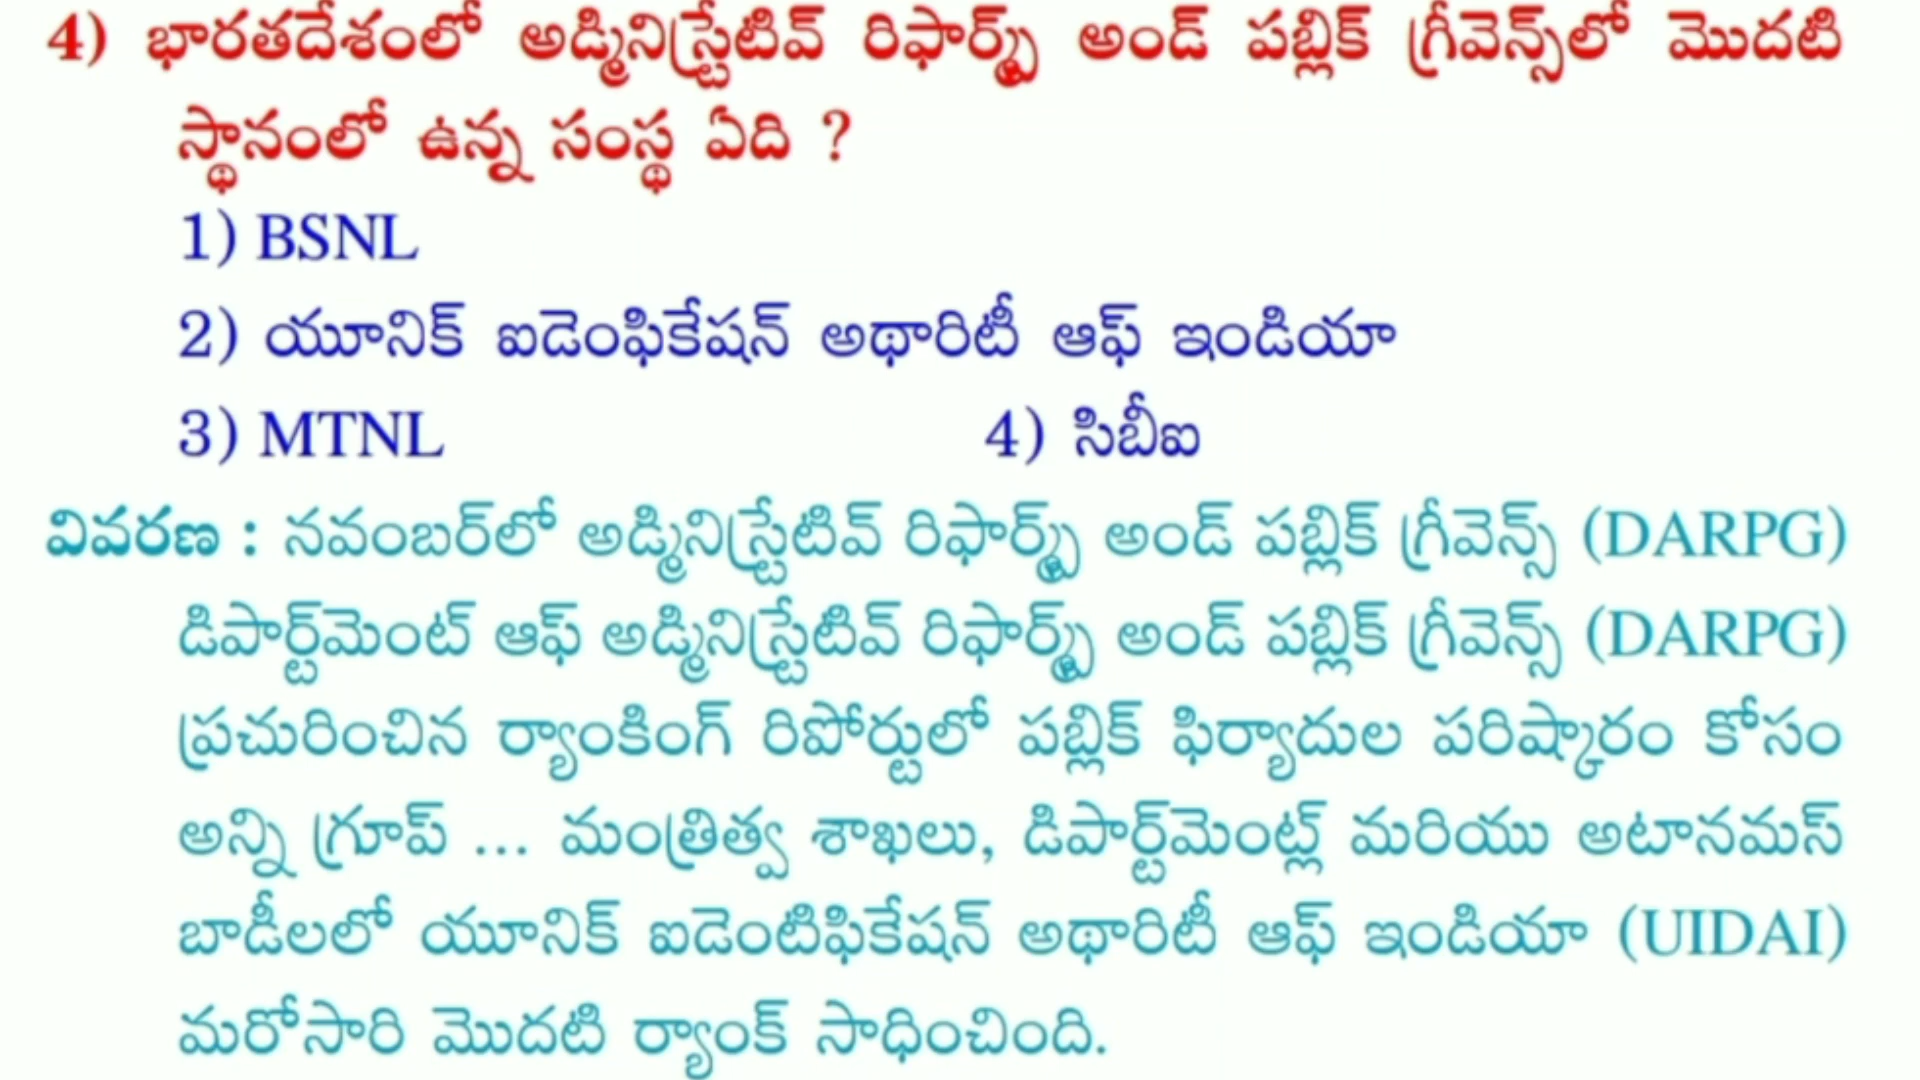 4) భారతదేశంలో అడ్మినిస్ట్రేటివ్ రిఫార్మ్స్ అండ్ పబ్లిక్ గ్రీవెన్స్‌లో మొదటి
స్థానంలో ఉన్న సంస్థ ఏది ?
1) BSNL
2) యూనిక్ ఐడెంఫికేషన్ అథారిటీ ఆఫ్ ఇండియా
3) MTNL 4) సిబీఐ
వివరణ : నవంబర్‌లో అడ్మినిస్ట్రేటివ్ రిఫార్మ్స్ అండ్ పబ్లిక్ గ్రీవెన్స్ (DARPG)
డిపార్ట్‌మెంట్ ఆఫ్ అడ్మినిస్ట్రేటివ్ రిఫార్మ్స్ అండ్ పబ్లిక్ గ్రీవెన్స్ (DARPG)
ప్రచురించిన ర్యాంకింగ్ రిపోర్టులో పబ్లిక్ ఫిర్యాదుల పరిష్కారం కోసం
అన్ని గ్రూప్ ... మంత్రిత్వ శాఖలు, డిపార్ట్‌మెంట్ల్ మరియు అటానమస్
బాడీలలో యూనిక్ ఐడెంటిఫికేషన్ అథారిటీ ఆఫ్ ఇండియా (UIDAI)
మరోసారి మొదటి ర్యాంక్ సాధించింది.